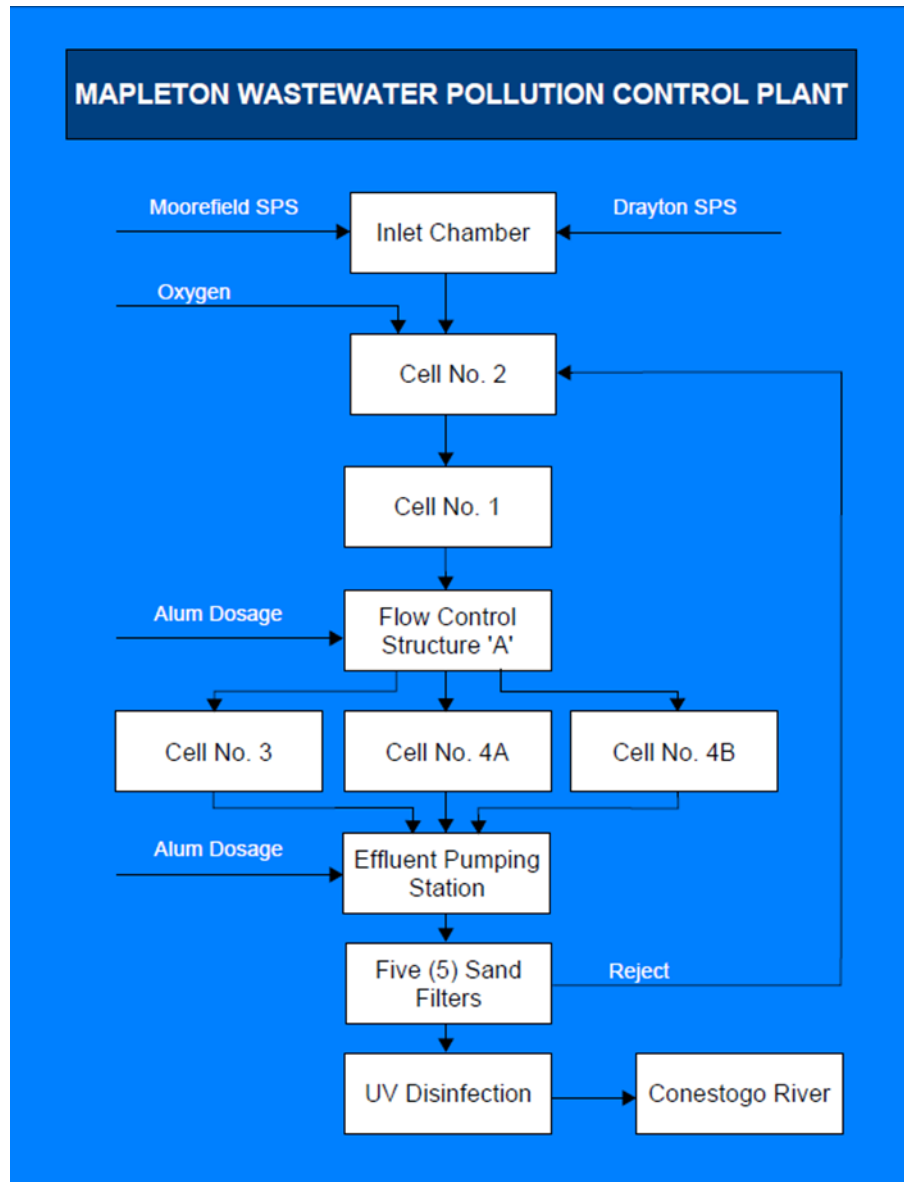 MAPLETON WASTEWATER POLLUTION CONTROL PLANT
Moorefield SPS
Drayton SPS
Inlet Chamber
Oxygen
Cell No. 2
Cell No. 1
Alum Dosage
Flow Control
Structure 'A'
Cell No. 3
Cell No. 4A
Cell No. 4B
Alum Dosage
Effluent Pumping
Station
Five (5) Sand
Filters
Reject
UV Disinfection
Conestogo River